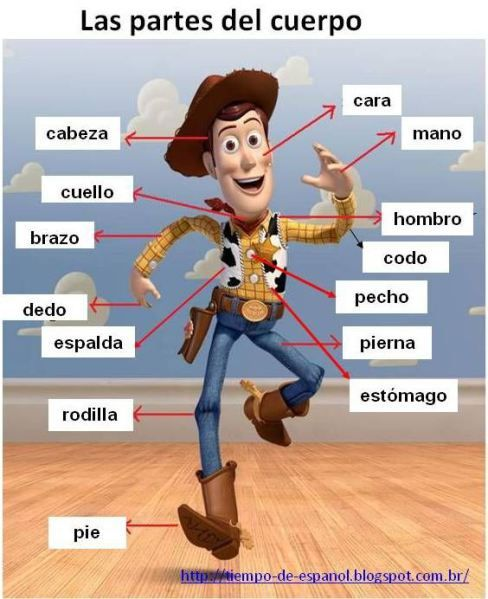 Las partes del cuerpo
cara
cabeza
mano
cuello
hombro
brazo
codo
pecho
dedo
espalda
pierna
estómago
rodilla
pie
http://tiempo-de-espanol.blogspot.com.br/